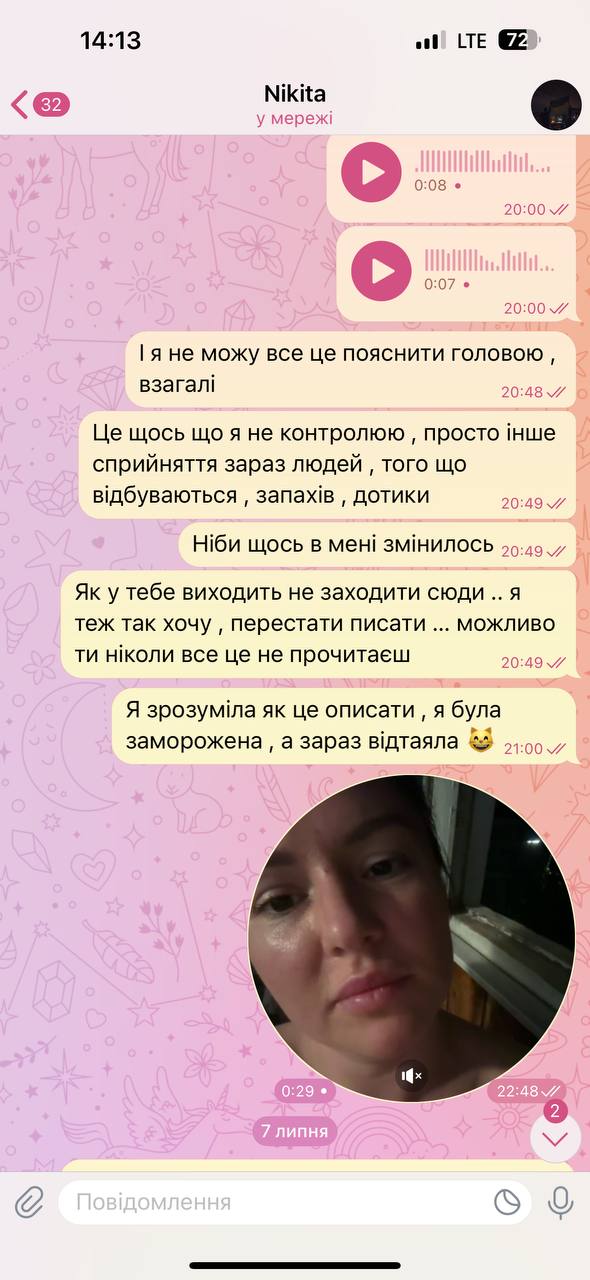 14:13
LTE
72
32
Nikita
у мережі
0:08
20:00
0:07
20:00
І я не можу все це пояснити головою ,
взагалі
20:48
Це щось що я не контролюю , просто інше
сприйняття зараз людей , того що
відбуваються , запахів , дотики
20:49
Ніби щось в мені змінилось
20:49
Як у тебе виходить не заходити сюди .. я
теж так хочу , перестати писати ... можливо
ти ніколи все це не прочитаєш
20:49
Я зрозуміла як це описати , я була
заморожена , а зараз відтаяла 😸
21:00
0:29
22:48
7 липня
2
Повідомлення